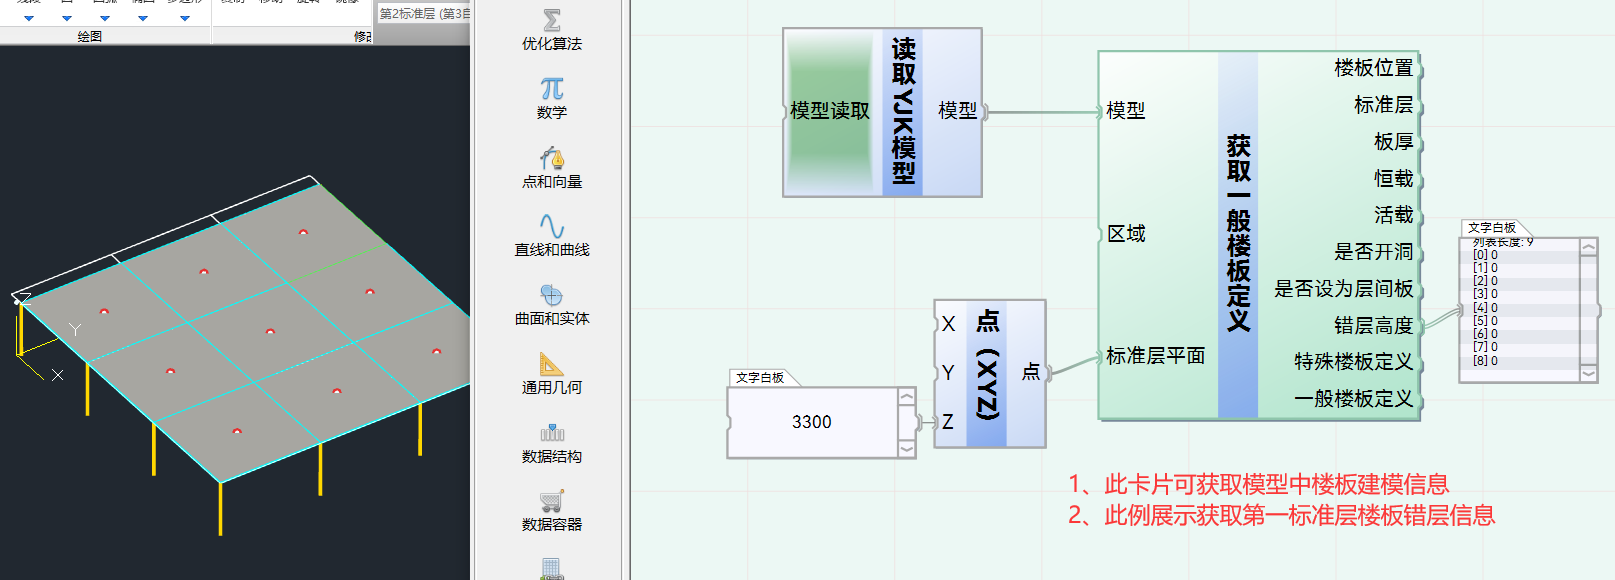 第2标准层 (第3自
绘图
修改
Z
Y
X
优化算法
数学
点和向量
直线和曲线
曲面和实体
通用几何
数据结构
数据容器
模型读取
读取YJK模型
模型
文字白板
3300
X
Y
Z
点（XYZ）
点
模型
区域
标准层平面
获取一般楼板定义
楼板位置
标准层
板厚
恒载
活载
是否开洞
是否设为层间板
错层高度
特殊楼板定义
一般楼板定义
文字白板
列表长度: 9
[0] 0
[1] 0
[2] 0
[3] 0
[4] 0
[5] 0
[6] 0
[7] 0
[8] 0
1、此卡片可获取模型中楼板建模信息
2、此例展示获取第一标准层楼板错层信息